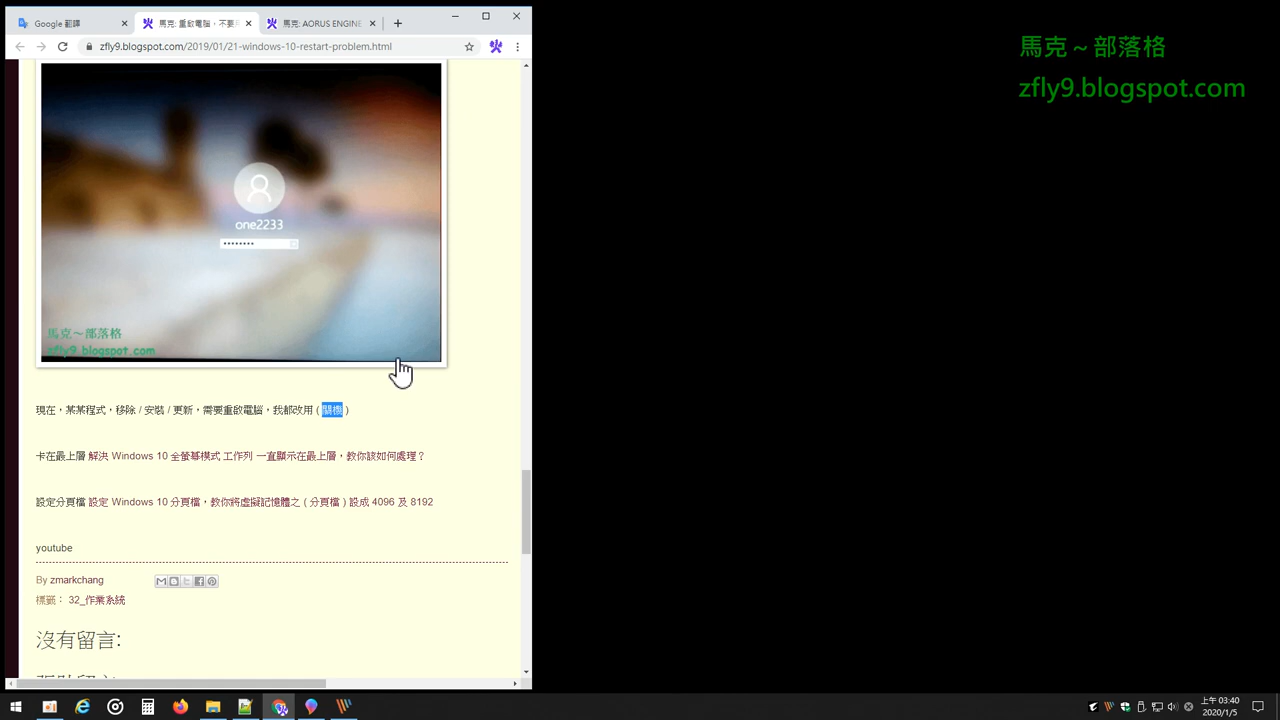 Google 翻譯
馬克: 重啟電腦，不要
馬克: AORUS ENGINE
zfly9.blogspot.com/2019/01/21-windows-10-restart-problem.html
馬克～部落格
zfly9.blogspot.com
one2233
馬克～部落格
zfly9.blogspot.com
現在，某某程式，移除 / 安裝 / 更新，需要重啟電腦，我都改用 ( 關機 )
卡在最上層 解決 Windows 10 全螢幕模式 工作列 一直顯示在最上層，教你該如何處理？
設定分頁檔 設定 Windows 10 分頁檔，教你將虛擬記憶體之 ( 分頁檔 ) 設成 4096 及 8192
youtube
By zmarkchang
標籤： 32_作業系統
沒有留言:
上午 03:40
2020/1/5